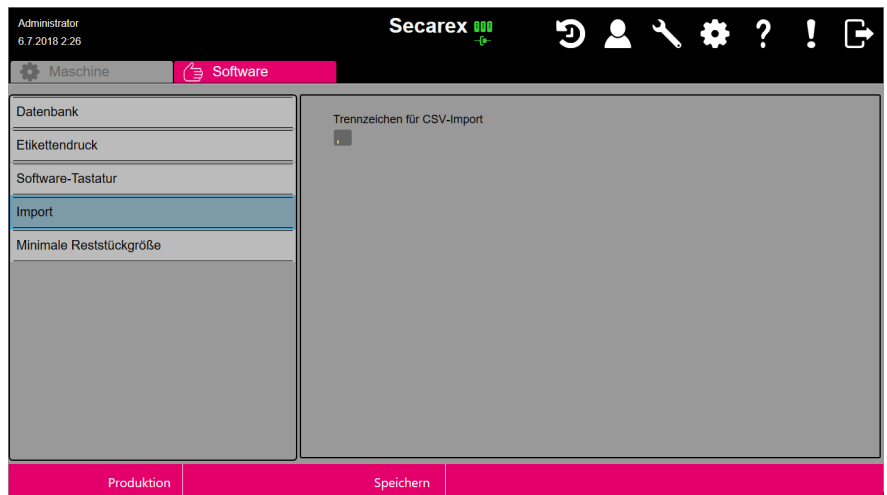 Administrator
Secarex
6.7.2018 2:26
Maschine
Software
Datenbank
Trennzeichen für CSV-Import
,
Etikettendruck
Software-Tastatur
Import
Minimale Reststückgröße
Produktion
Speichern